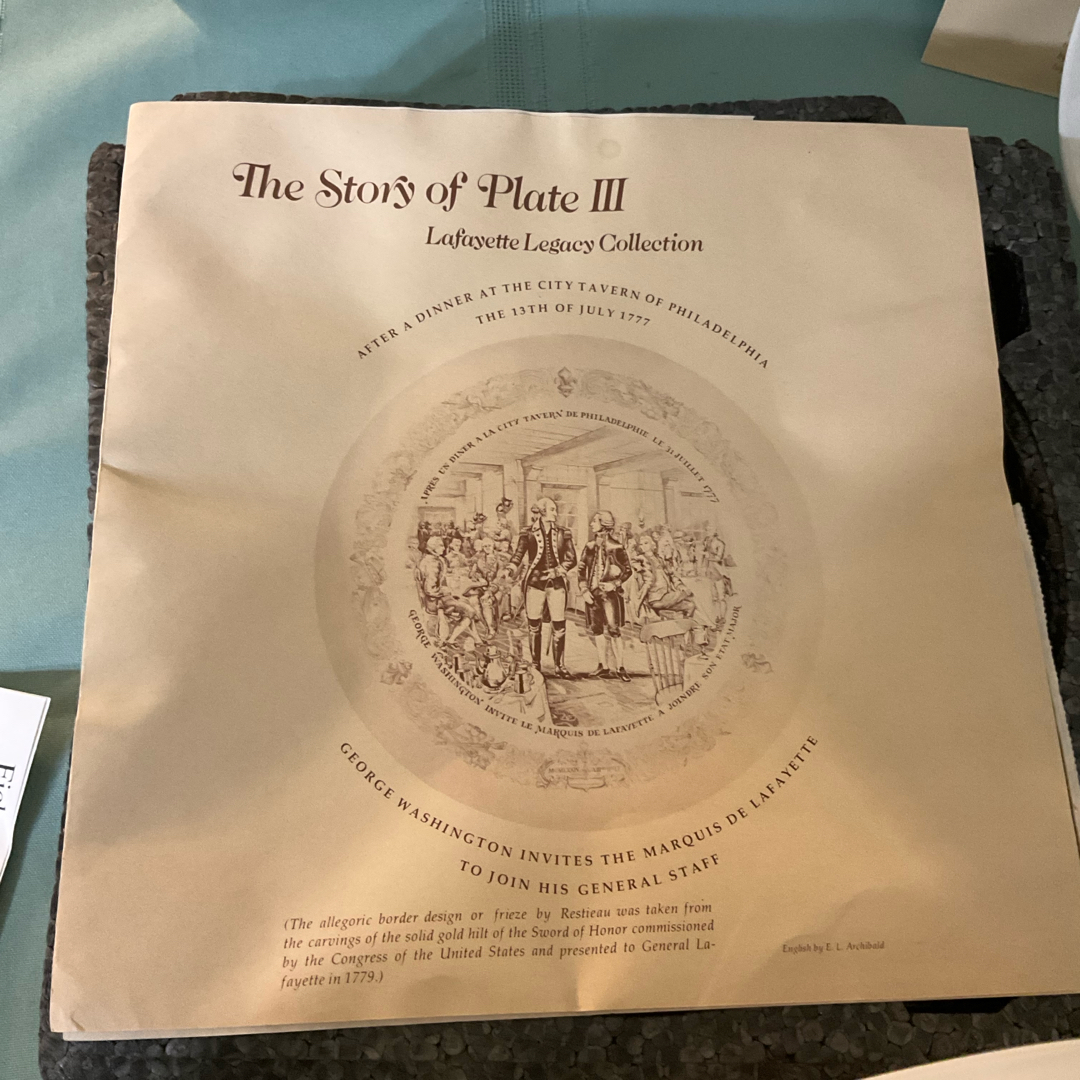 The Story of Plate III
Lafayette Legacy Collection
AFTER A DINNER AT THE CITY TAVERN OF PHILADELPHIA
THE 13TH OF JULY 1777
APRES UN DINER A LA CITY TAVERN DE PHILADELPHIE LE 31 JUILLET 1777
GEORGE WASHINGTON INVITE LE MARQUIS DE LAFAYETTE A JOINDRE SON ETAT MAJOR
GEORGE WASHINGTON INVITES THE MARQUIS DE LAFAYETTE
TO JOIN HIS GENERAL STAFF
(The allegoric border design or frieze by Restieau was taken from
the carvings of the solid gold hilt of the Sword of Honor commissioned
by the Congress of the United States and presented to General La-
fayette in 1779.)
English by E. L. Archibald